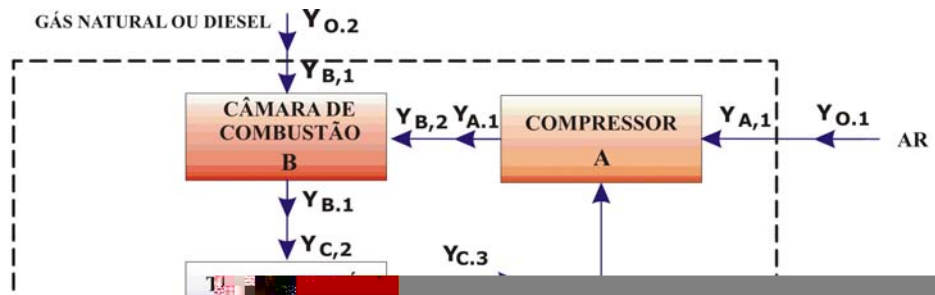 GÁS NATURAL OU DIESEL
Y O.2
Y B,1
CÂMARA DE
COMBUSTÃO
B
Y B,2
Y A.1
COMPRESSOR
A
Y A,1
Y O.1
AR
Y B.1
Y C,2
Y C.3